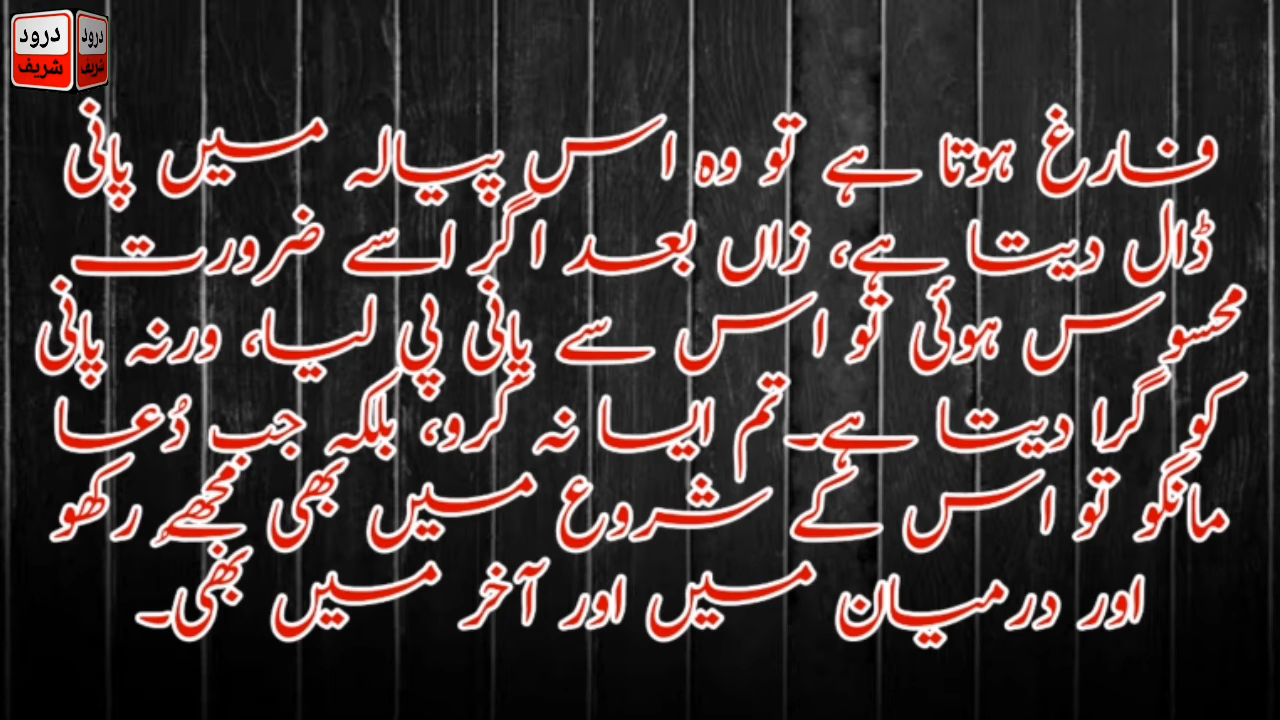 درود
شریف
درود
شریف
فارغ ہوتا ہے تو وہ اس پیالہ میں پانی
ڈال دیتا ہے، زاں بعد اگر اسے ضرورت
محسوس ہوئی تو اس سے پانی پی لیا، ورنہ پانی
کو گرا دیتا ہے۔ تم ایسا نہ کرو، بلکہ جب دُعا
مانگو تو اس کے شروع میں بھی مجھے رکھو
اور درمیان میں اور آخر میں بھی۔